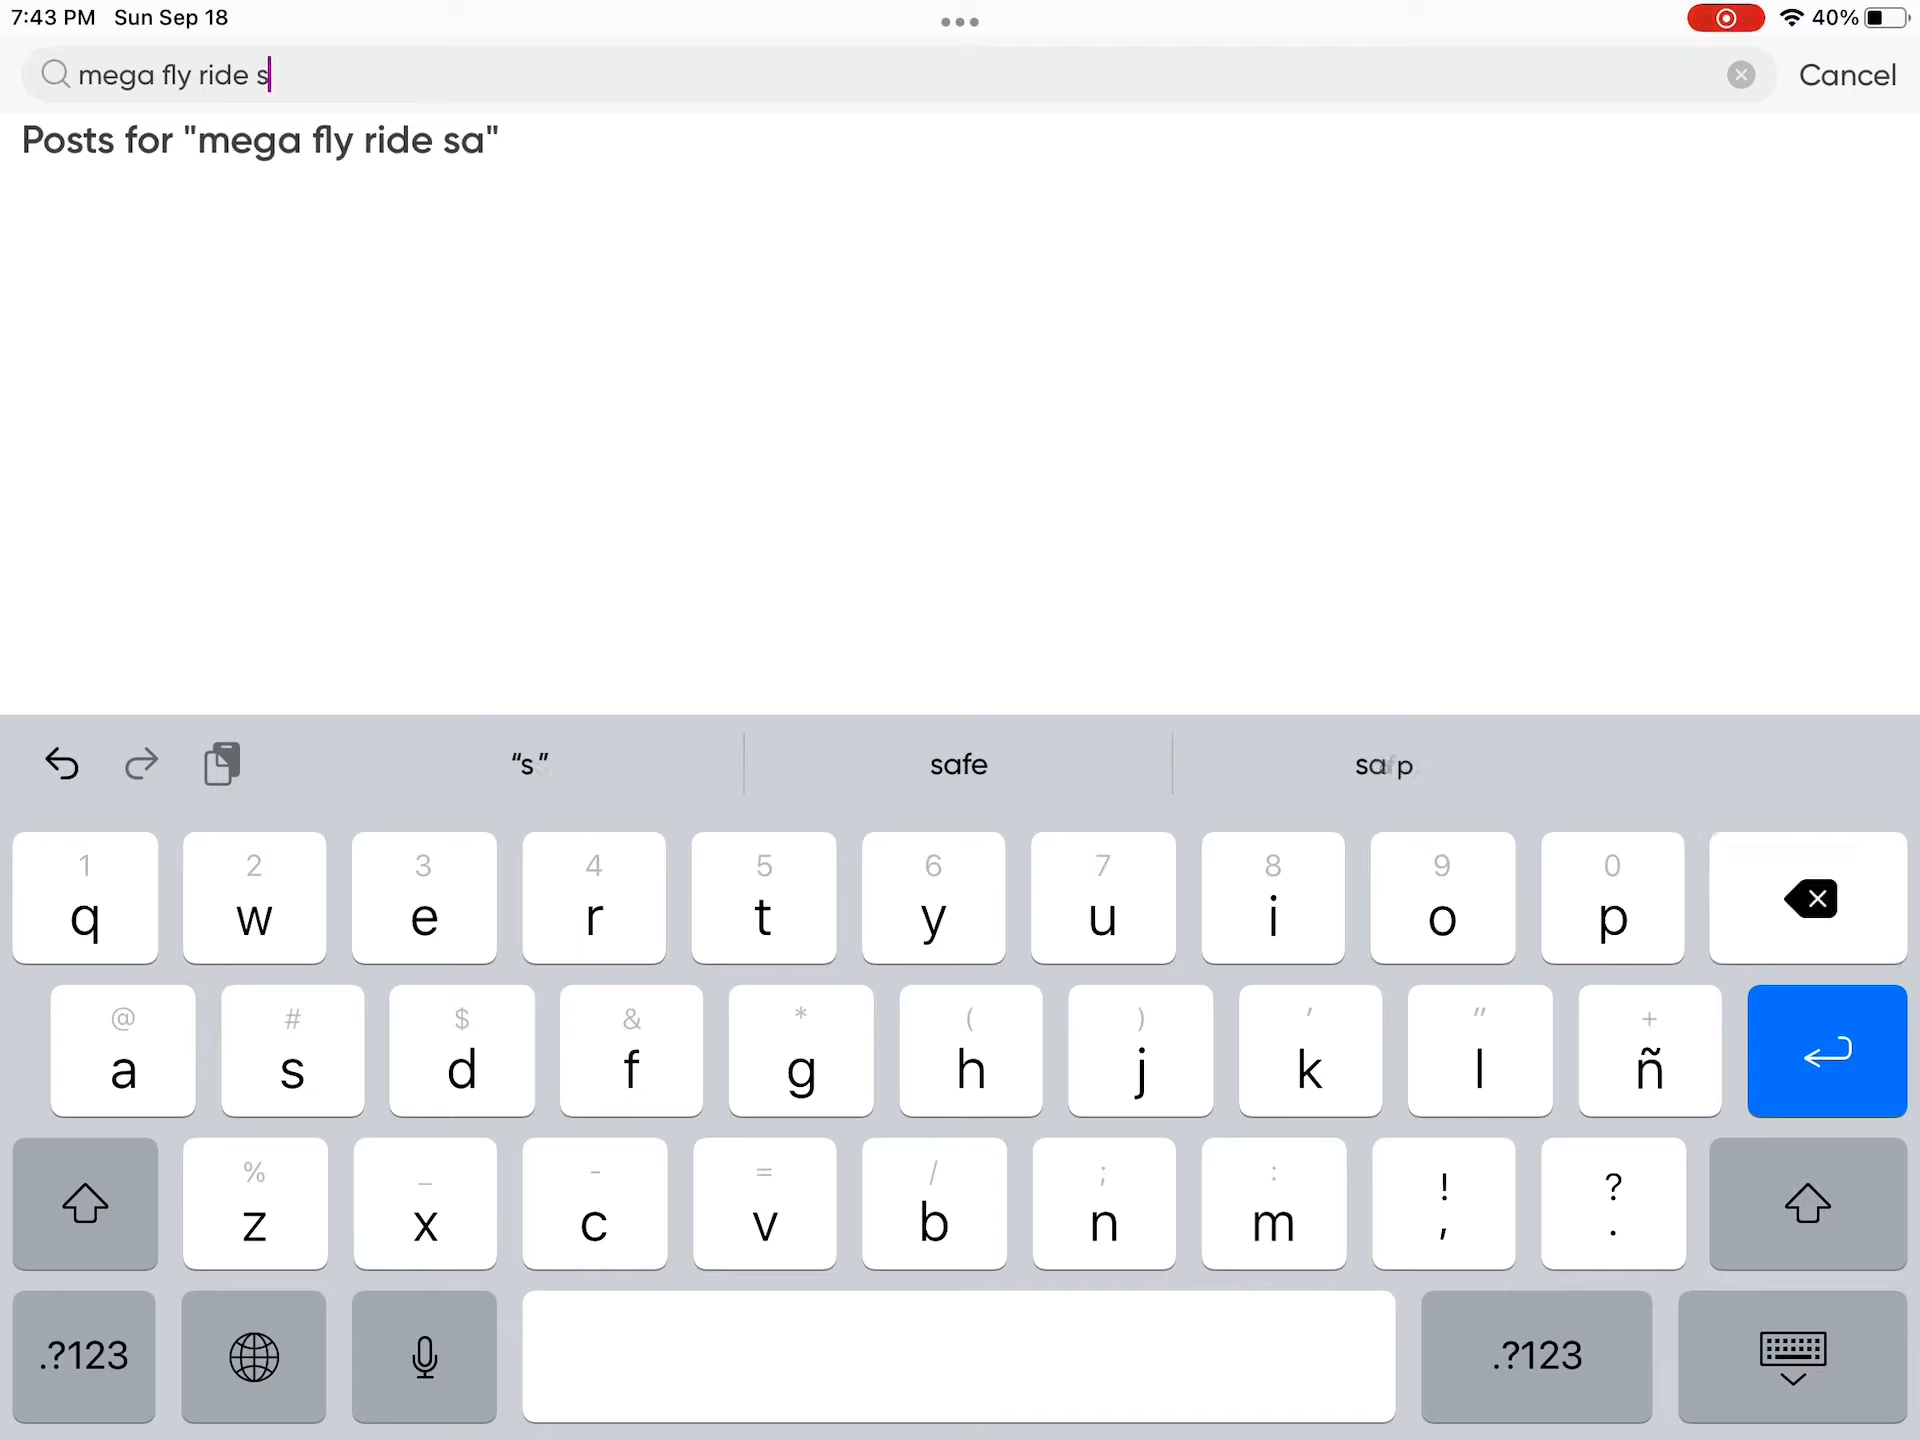 7:43 PM Sun Sep 18
40%
mega fly ride s
Cancel
Posts for "mega fly ride sa"
“s”
safe
1 2 3 4 5 6 7 8 9 0
q w e r t y u i o p
@ # $ & * ( ) ' " +
a s d f g h j k l ñ
% _ - = / ; : ! ?
z x c v b n m , .
.?123 .?123